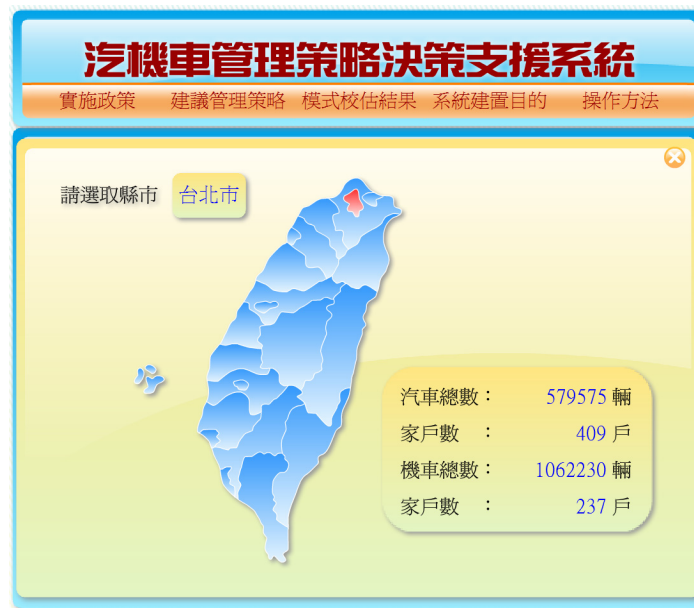 汽機車管理策略決策支援系統
實施政策 建議管理策略 模式校估結果 系統建置目的 操作方法
請選取縣市 台北市
汽車總數： 579575 輛
家戶數 ： 409 戶
機車總數： 1062230 輛
家戶數 ： 237 戶